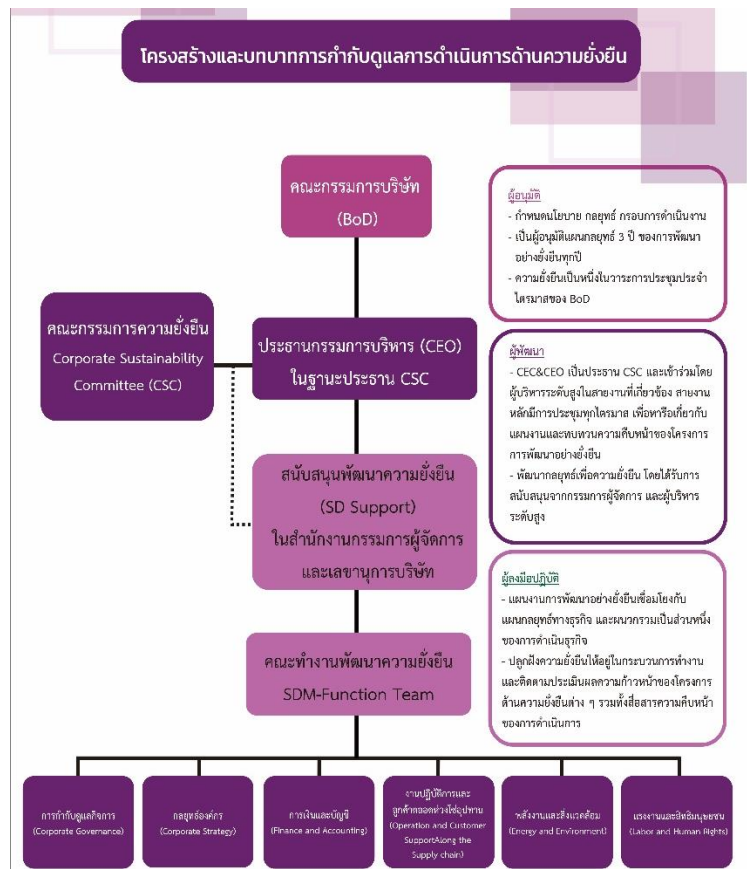 โครงสร้างและบทบาทการกำกับดูแลการดำเนินการด้านความยั่งยืน
คณะกรรมการบริษัท
(BoD)
ผู้อนุมัติ
- กำหนดนโยบาย กลยุทธ์ กรอบการดำเนินงาน
- เป็นผู้อนุมัติแผนกลยุทธ์ 3 ปี ของการพัฒนา
อย่างยั่งยืนทุกปี
- ความยั่งยืนเป็นหนึ่งในวาระการประชุมประจำ
ไตรมาสของ BoD
คณะกรรมการความยั่งยืน
Corporate Sustainability
Committee (CSC)
ประธานกรรมการบริหาร (CEO)
ในฐานะประธาน CSC
ผู้พัฒนา
- CEC&CEO เป็นประธาน CSC และเข้าร่วมโดย
ผู้บริหารระดับสูงในสายงานที่เกี่ยวข้อง สายงาน
หลักมีการประชุมทุกไตรมาส เพื่อหารือเกี่ยวกับ
แผนงานและทบทวนความคืบหน้าของโครงการ
การพัฒนาอย่างยั่งยืน
- พัฒนากลยุทธ์เพื่อความยั่งยืน โดยได้รับการ
สนับสนุนจากกรรมการผู้จัดการ และผู้บริหาร
ระดับสูง
สนับสนุนพัฒนาความยั่งยืน
(SD Support)
ในสำนักงานกรรมการผู้จัดการ
และเลขานุการบริษัท
ผู้ลงมือปฏิบัติ
- แผนงานการพัฒนาอย่างยั่งยืนเชื่อมโยงกับ
แผนกลยุทธ์ทางธุรกิจ และผนวกรวมเป็นส่วนหนึ่ง
ของการดำเนินธุรกิจ
- ปลูกฝังความยั่งยืนให้อยู่ในกระบวนการทำงาน
และติดตามประเมินผลความก้าวหน้าของโครงการ
ด้านความยั่งยืนต่าง ๆ รวมทั้งสื่อสารความคืบหน้า
ของการดำเนินการ
คณะทำงานพัฒนาความยั่งยืน
SDM-Function Team
การกำกับดูแลกิจการ
(Corporate Governance)
กลยุทธ์องค์กร
(Corporate Strategy)
การเงินและบัญชี
(Finance and Accounting)
งานปฏิบัติการและ
ลูกค้าตลอดห่วงโซ่อุปทาน
(Operation and Customer
SupportAlong the
Supply chain)
พลังงานและสิ่งแวดล้อม
(Energy and Environment)
แรงงานและสิทธิมนุษยชน
(Labor and Human Rights)